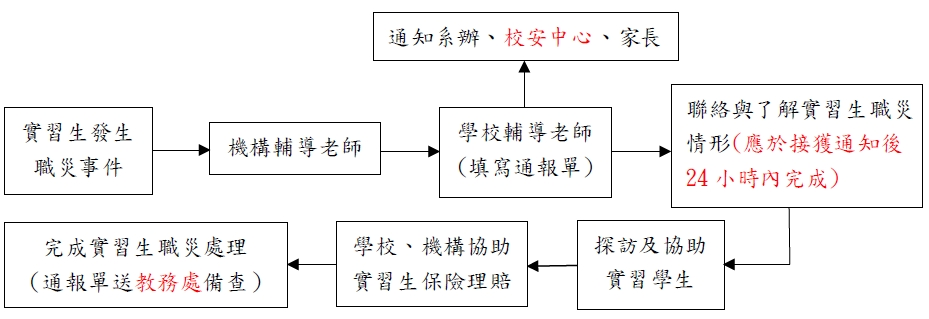 通知系辦、校安中心、家長
實習生發生
職災事件
機構輔導老師
學校輔導老師
(填寫通報單)
聯絡與了解實習生職災
情形(應於接獲通知後
24小時內完成)
探訪及協助
實習學生
學校、機構協助
實習生保險理賠
完成實習生職災處理
(通報單送教務處備查)